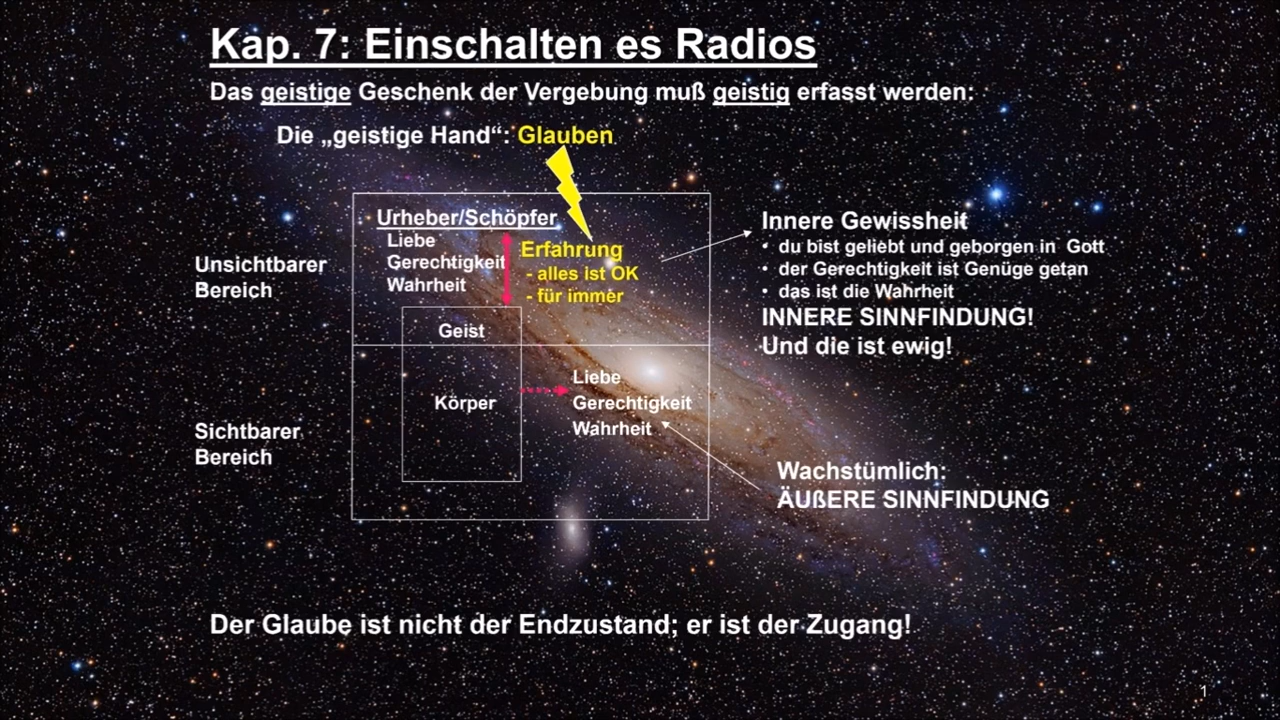 Kap. 7: Einschalten es Radios
Das geistige Geschenk der Vergebung muß geistig erfasst werden:
Die „geistige Hand“: Glauben
Urheber/Schöpfer
Liebe
Gerechtigkeit
Wahrheit
Erfahrung
- alles ist OK
- für immer
Unsichtbarer
Bereich
Geist
Innere Gewissheit
• du bist geliebt und geborgen in Gott
• der Gerechtigkeit ist Genüge getan
• das ist die Wahrheit
INNERE SINNFINDUNG!
Und die ist ewig!
Körper
Liebe
Gerechtigkeit
Wahrheit
Sichtbarer
Bereich
Wachstümlich:
ÄUßERE SINNFINDUNG
Der Glaube ist nicht der Endzustand; er ist der Zugang!
1